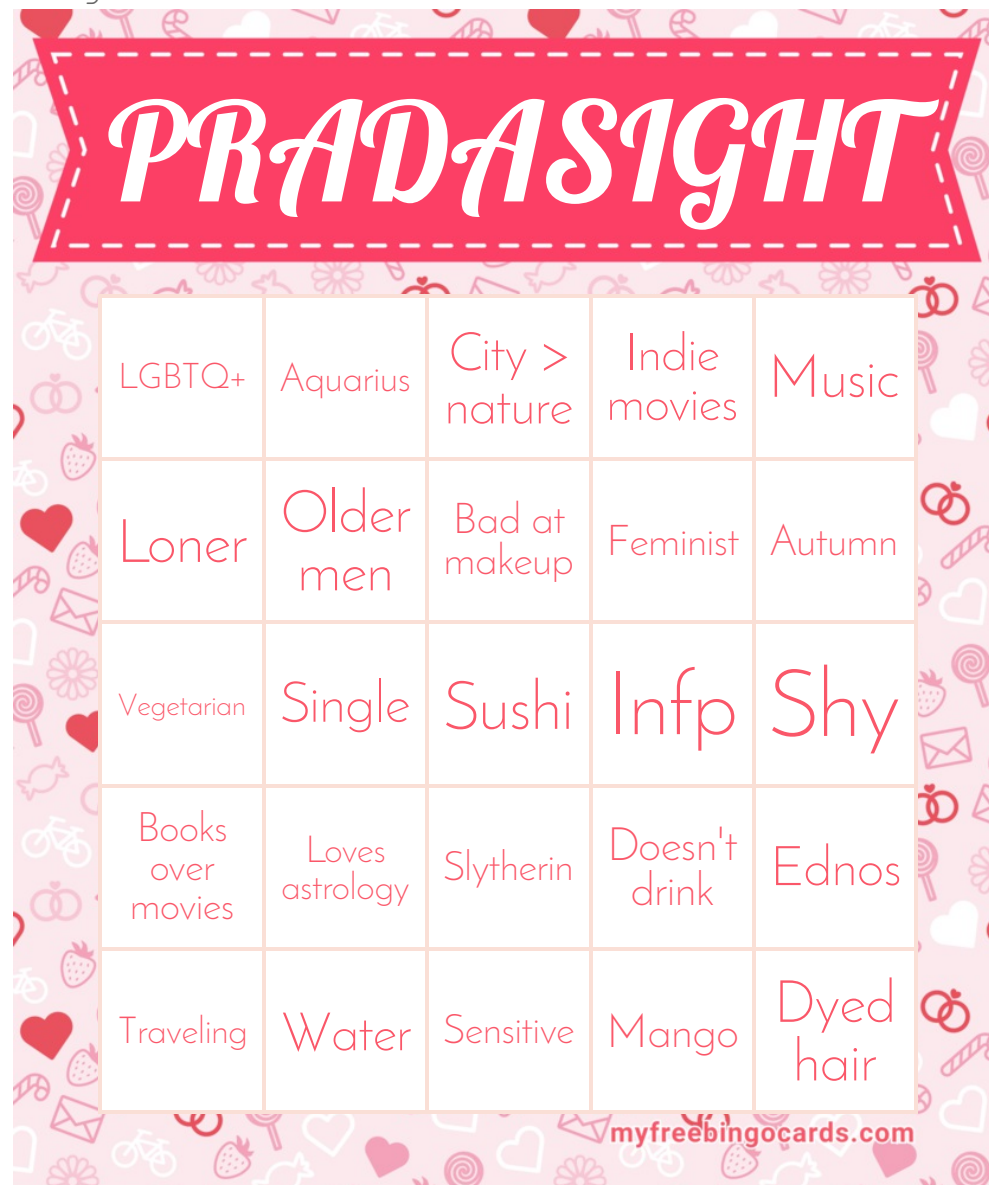 PRADASIGHT
LGBTQ+
Aquarius
City >
nature
Indie
movies
Music
Loner
Older
men
Bad at
makeup
Feminist
Autumn
Vegetarian
Single
Sushi
Infp
Shy
Books
over
movies
Loves
astrology
Slytherin
Doesn't
drink
Ednos
Traveling
Water
Sensitive
Mango
Dyed
hair
myfreebingocards.com